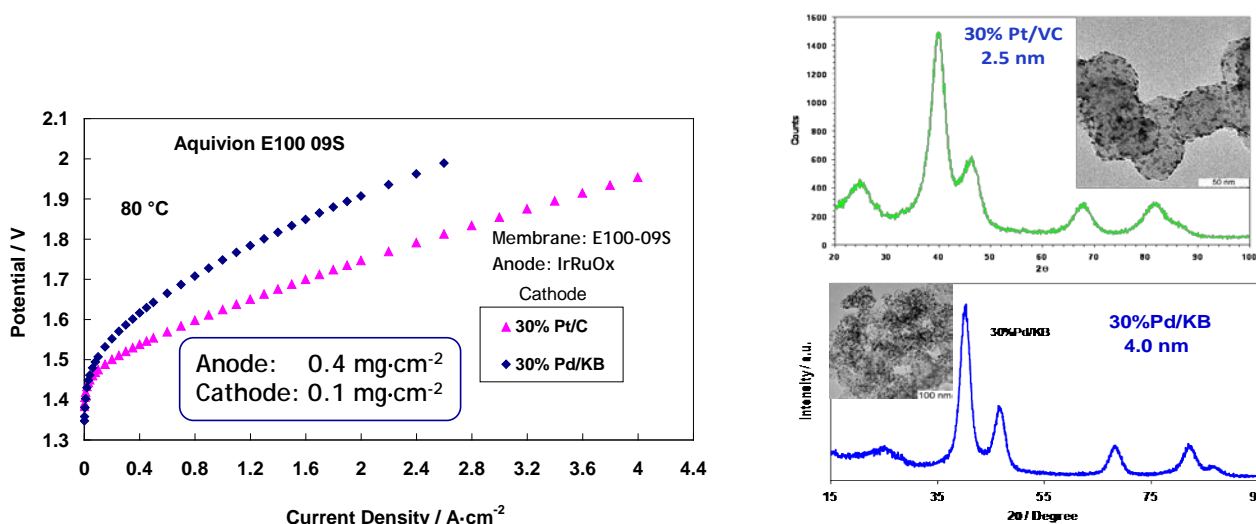 2.1
2
1.9
1.8
1.7
1.6
1.5
1.4
1.3
Potential / V
Aquivion E100 09S
80 °C
Membrane: E100-09S
Anode: IrRuOx
Cathode
30% Pt/C
30% Pd/KB
Anode: 0.4 mg·cm-2
Cathode: 0.1 mg·cm-2
0 0.4 0.8 1.2 1.6 2 2.4 2.8 3.2 3.6 4 4.4
Current Density / A·cm-2
1600
1400
1200
1000
800
600
400
200
0
Counts
30% Pt/VC
2.5 nm
50 nm
20 30 40 50 60 70 80 90 100
2Θ
Intensity / a.u.
100 nm
30%Pd/KB
30%Pd/KB
4.0 nm
15 35 55 75 9
2θ / Degree